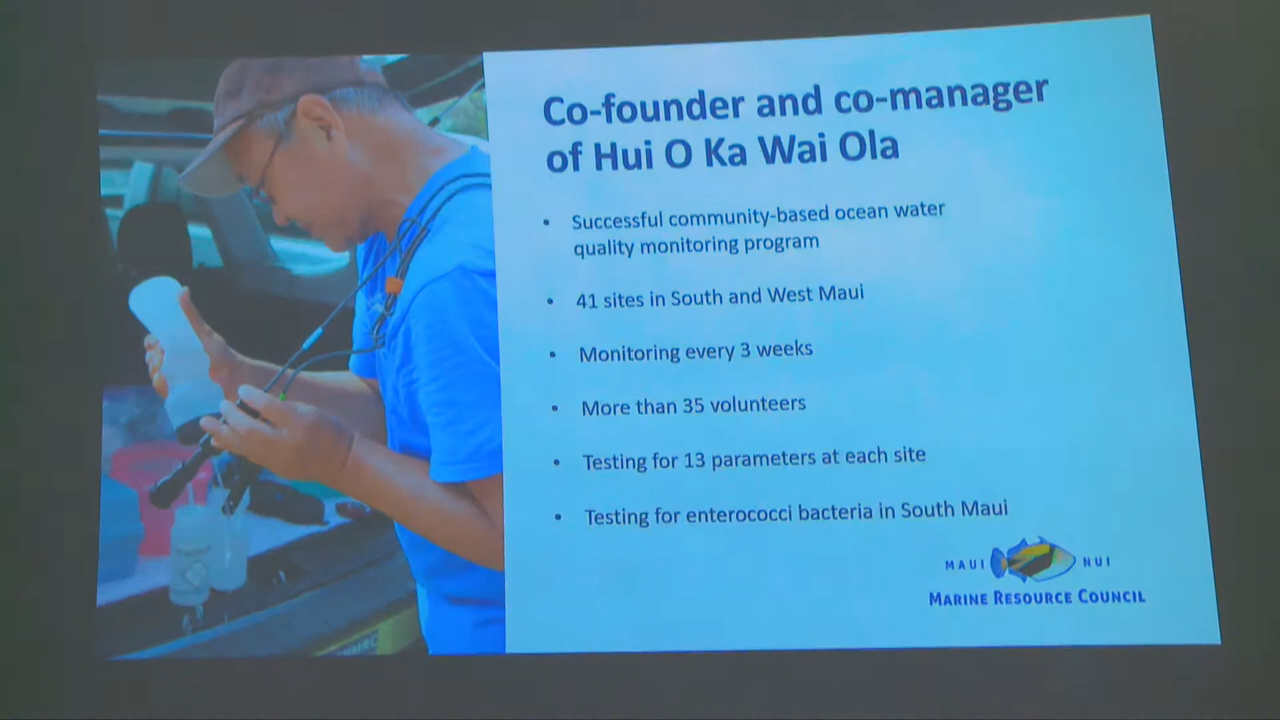 Co-founder and co-manager
of Hui O Ka Wai Ola
• Successful community-based ocean water
quality monitoring program
• 41 sites in South and West Maui
• Monitoring every 3 weeks
• More than 35 volunteers
• Testing for 13 parameters at each site
• Testing for enterococci bacteria in South Maui
MAUI NUI
MARINE RESOURCE COUNCIL